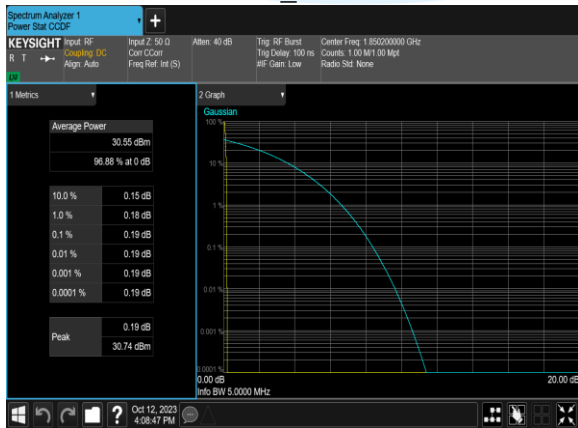 Spectrum Analyzer 1
Power Stat CCDF
+
KEYSIGHT
R T
LXI
Input: RF
Coupling: DC
Align: Auto
Input Z: 50 Ω
Corr CCorr
Freq Ref: Int (S)
Atten: 40 dB
Trig: RF Burst
Trig Delay: 100 ns
#IF Gain: Low
Center Freq: 1.850200000 GHz
Counts: 1.00 M/1.00 Mpt
Radio Std: None
1 Metrics
Average Power
30.55 dBm
96.88 % at 0 dB
10.0 % 0.15 dB
1.0 % 0.18 dB
0.1 % 0.19 dB
0.01 % 0.19 dB
0.001 % 0.19 dB
0.0001 % 0.19 dB
Peak
0.19 dB
30.74 dBm
2 Graph
Gaussian
100 %
10 %
1 %
0.1 %
0.01 %
0.001 %
0.0001 %
0.00 dB
20.00 dB
Info BW 5.0000 MHz
?
Oct 12, 2023
4:08:47 PM